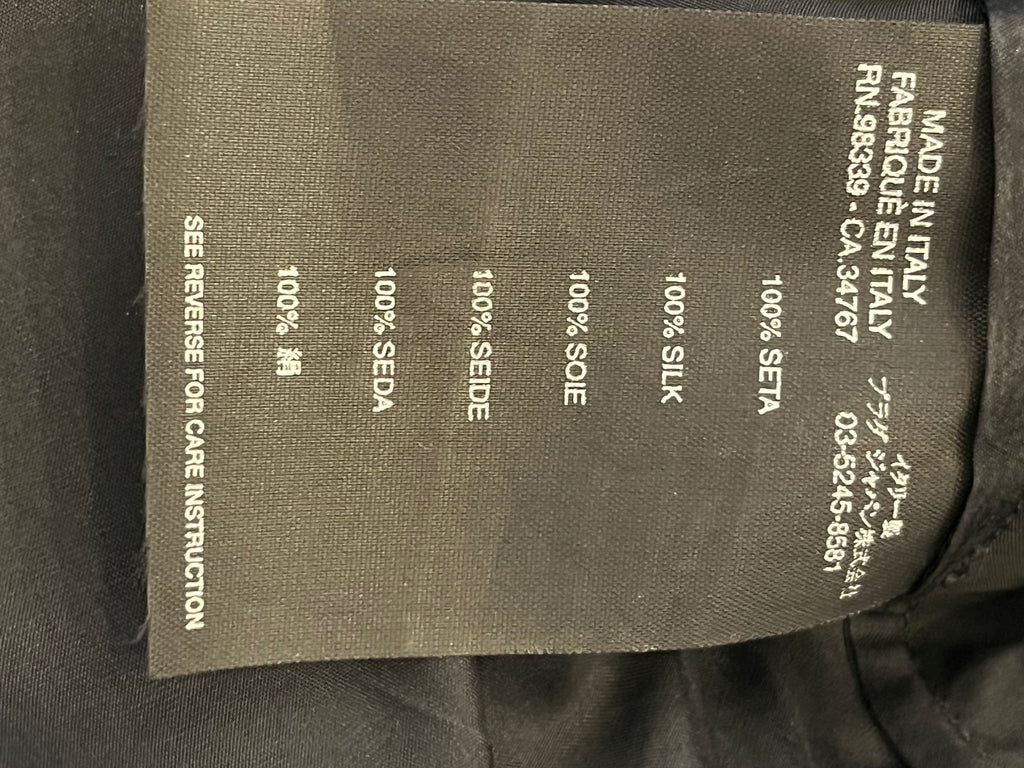 MADE IN ITALY
FABRIQUÈ EN ITALY
RN.98339 - CA.34767
イタリー製
プラダ ジャパン株式会社
03-5245-8581
100% SETA
100% SILK
100% SOIE
100% SEIDE
100% SEDA
100% 絹
SEE REVERSE FOR CARE INSTRUCTION